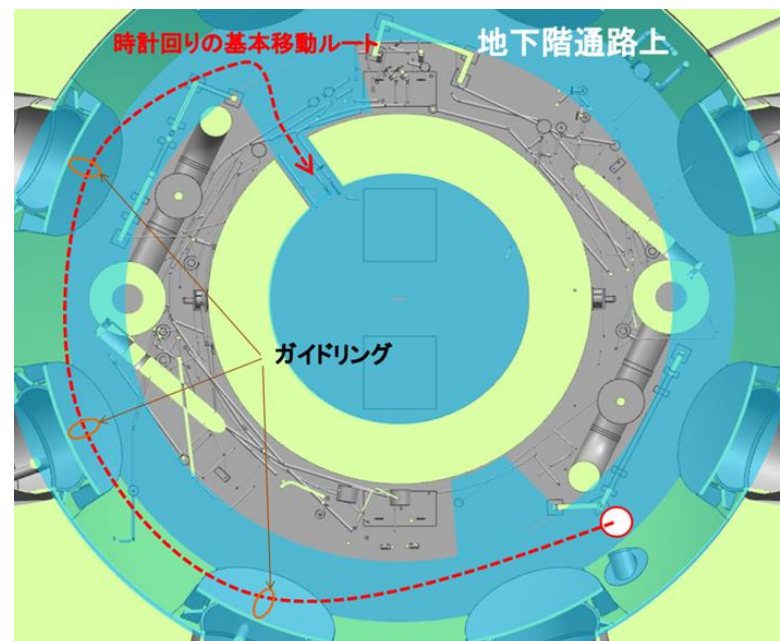 時計回りの基本移動ルート
地下階通路上
ガイドリング